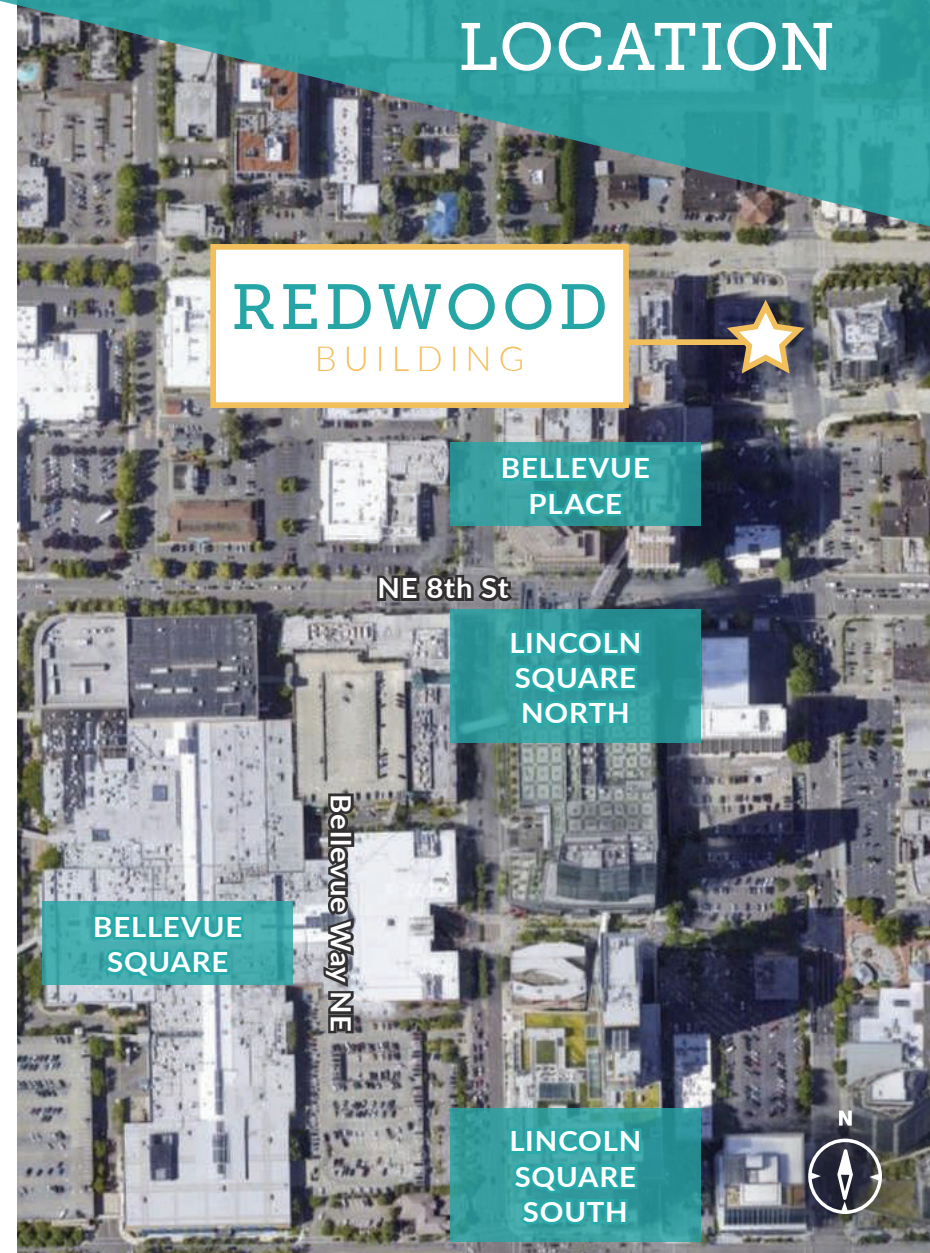 LOCATION
REDWOOD
BUILDING
BELLEVUE
PLACE
NE 8th St
LINCOLN
SQUARE
NORTH
Bellevue Way NE
BELLEVUE
SQUARE
LINCOLN
SQUARE
SOUTH
N